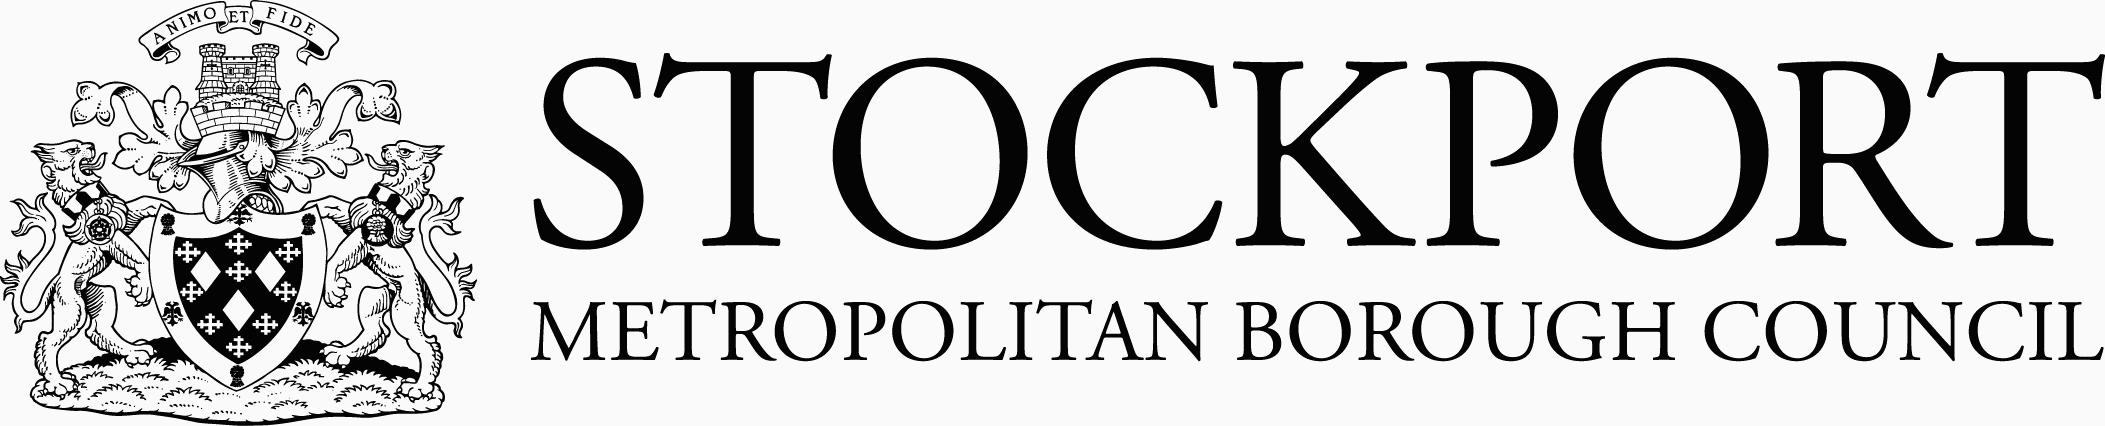 ANIMO ET FIDE
STOCKPORT
METROPOLITAN BOROUGH COUNCIL